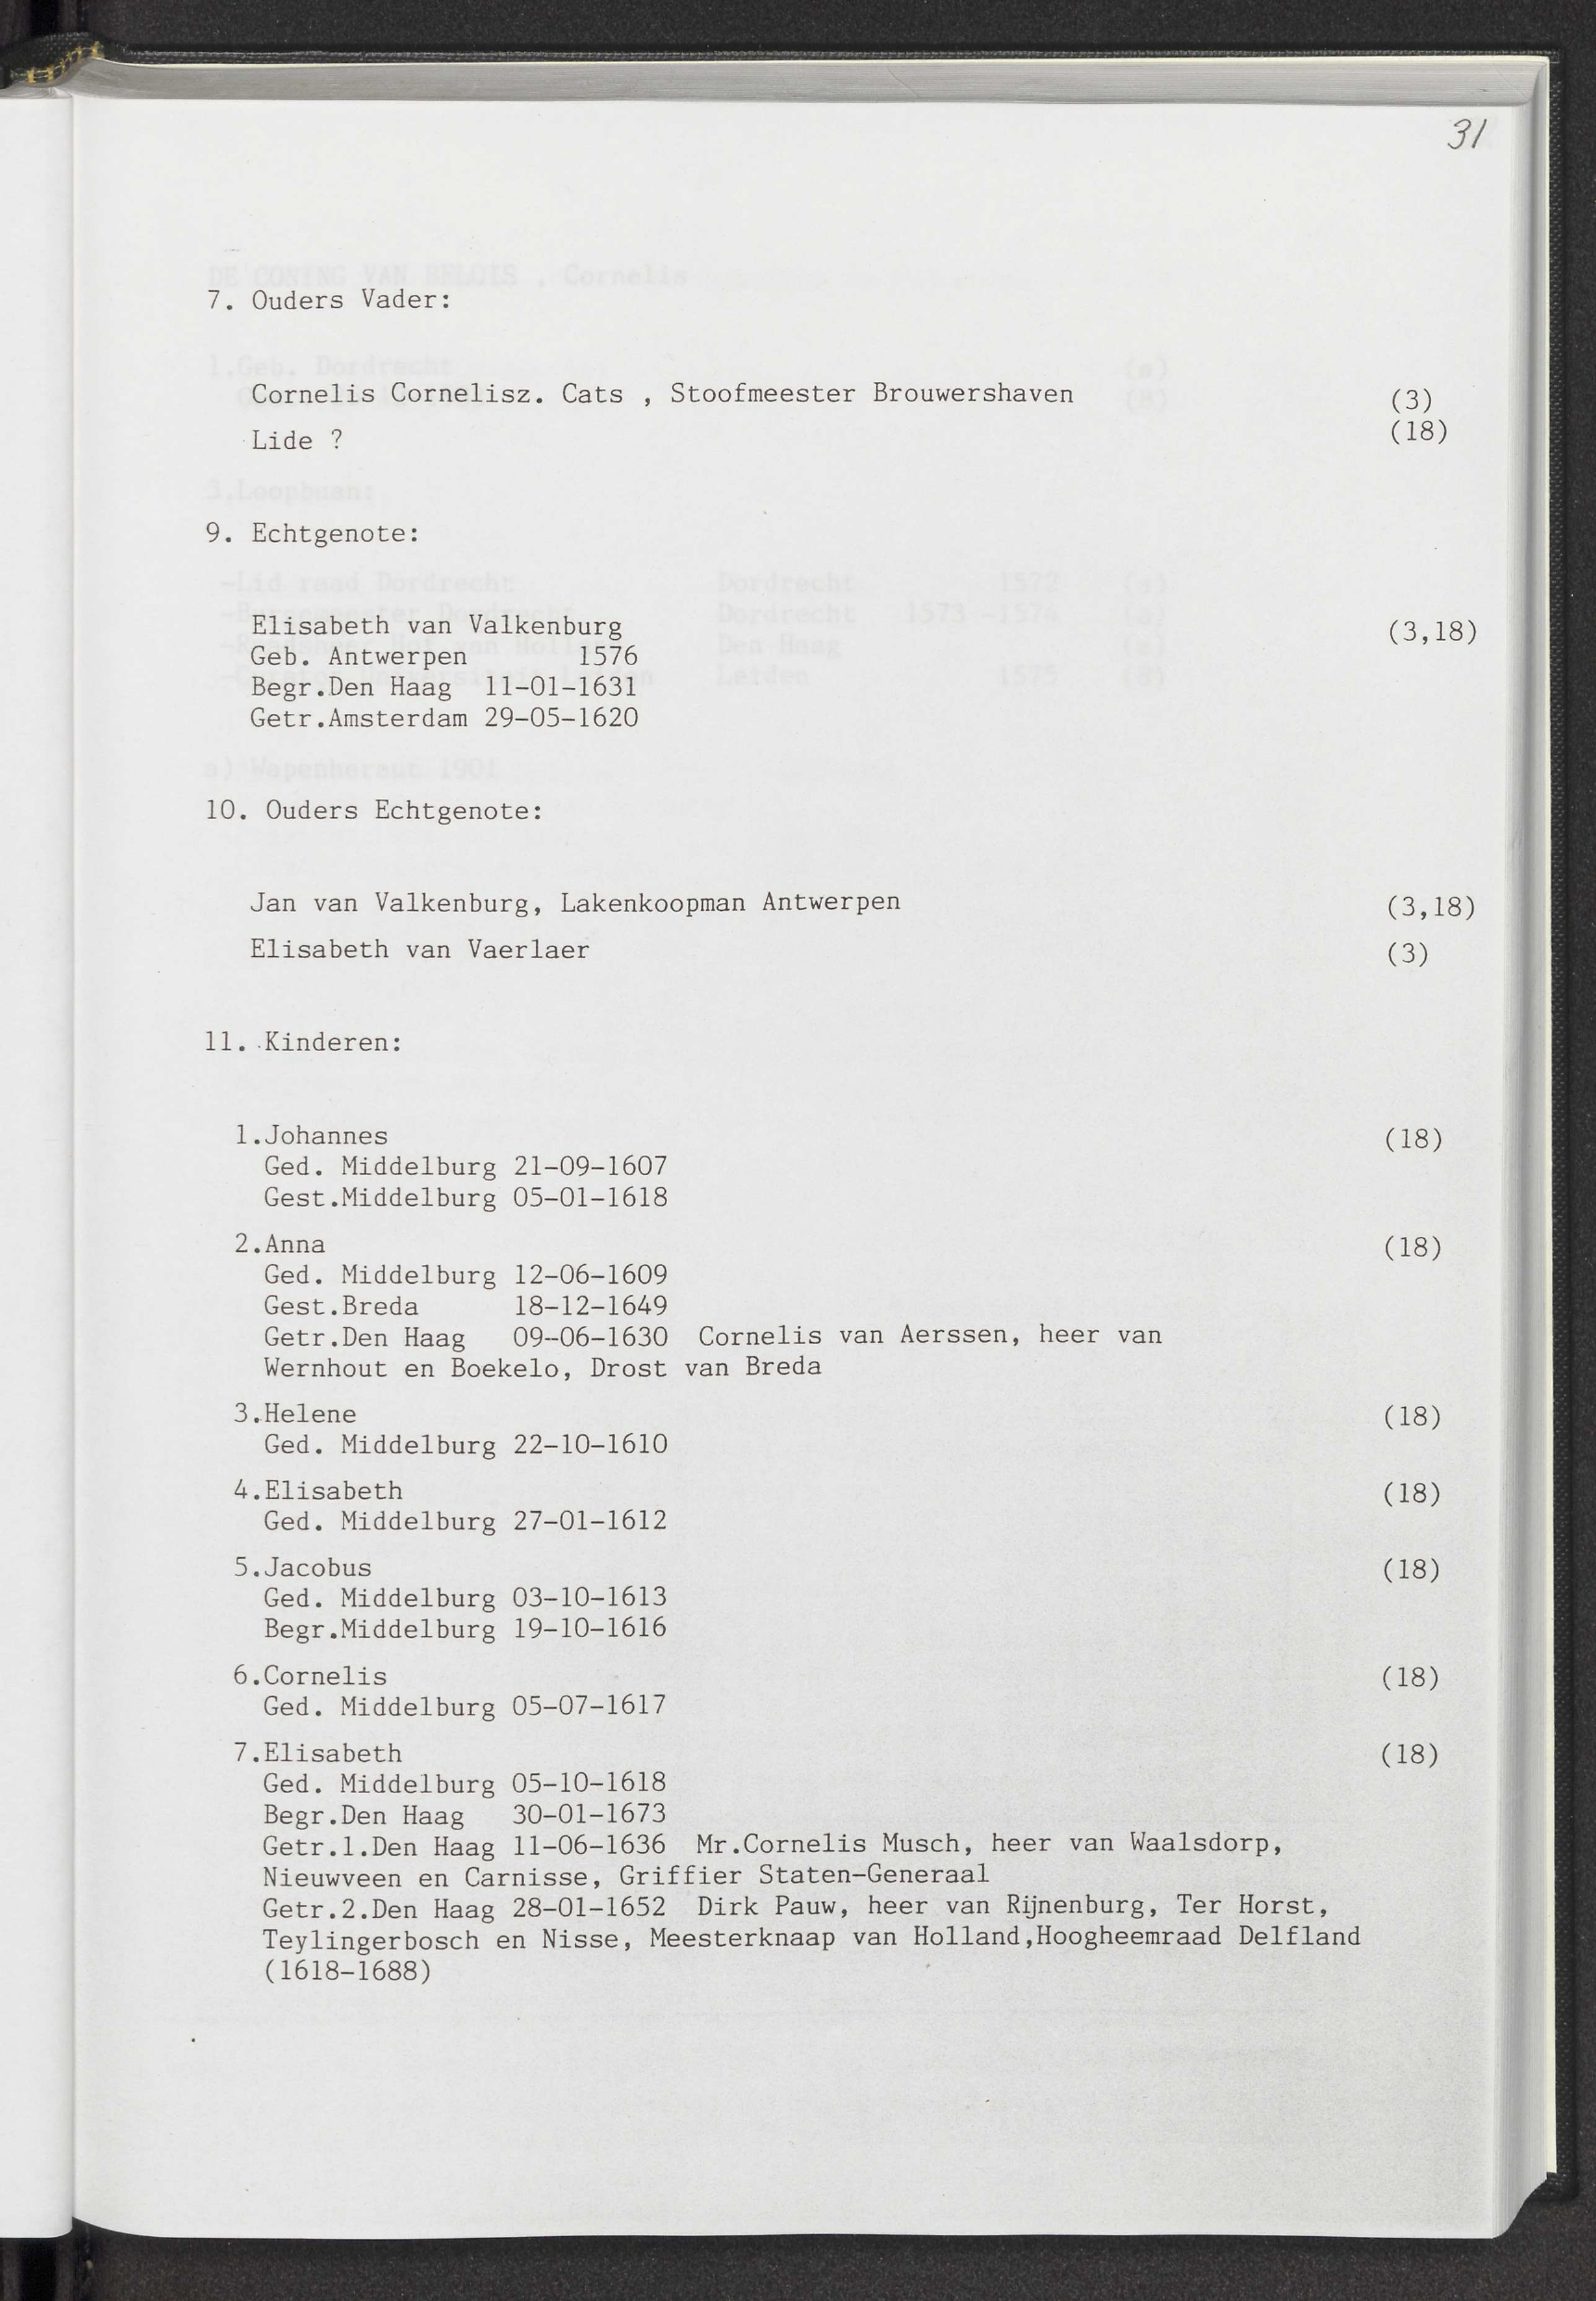 31
7. Ouders Vader:
Cornelis Cornelisz. Cats , Stoofmeester Brouwershaven (3)
Lide ? (18)
9. Echtgenote:
Elisabeth van Valkenburg (3,18)
Geb. Antwerpen 1576
Begr.Den Haag 11-01-1631
Getr.Amsterdam 29-05-1620
10. Ouders Echtgenote:
Jan van Valkenburg, Lakenkoopman Antwerpen (3,18)
Elisabeth van Vaerlaer (3)
11. Kinderen:
1.Johannes (18)
Ged. Middelburg 21-09-1607
Gest.Middelburg 05-01-1618
2.Anna (18)
Ged. Middelburg 12-06-1609
Gest.Breda 18-12-1649
Getr.Den Haag 09-06-1630 Cornelis van Aerssen, heer van
Wernhout en Boekelo, Drost van Breda
3.Helene (18)
Ged. Middelburg 22-10-1610
4.Elisabeth (18)
Ged. Middelburg 27-01-1612
5.Jacobus (18)
Ged. Middelburg 03-10-1613
Begr.Middelburg 19-10-1616
6.Cornelis (18)
Ged. Middelburg 05-07-1617
7.Elisabeth (18)
Ged. Middelburg 05-10-1618
Begr.Den Haag 30-01-1673
Getr.1.Den Haag 11-06-1636 Mr.Cornelis Musch, heer van Waalsdorp,
Nieuwveen en Carnisse, Griffier Staten-Generaal
Getr.2.Den Haag 28-01-1652 Dirk Pauw, heer van Rijnenburg, Ter Horst,
Teylingerbosch en Nisse, Meesterknaap van Holland,Hoogheemraad Delfland
(1618-1688)